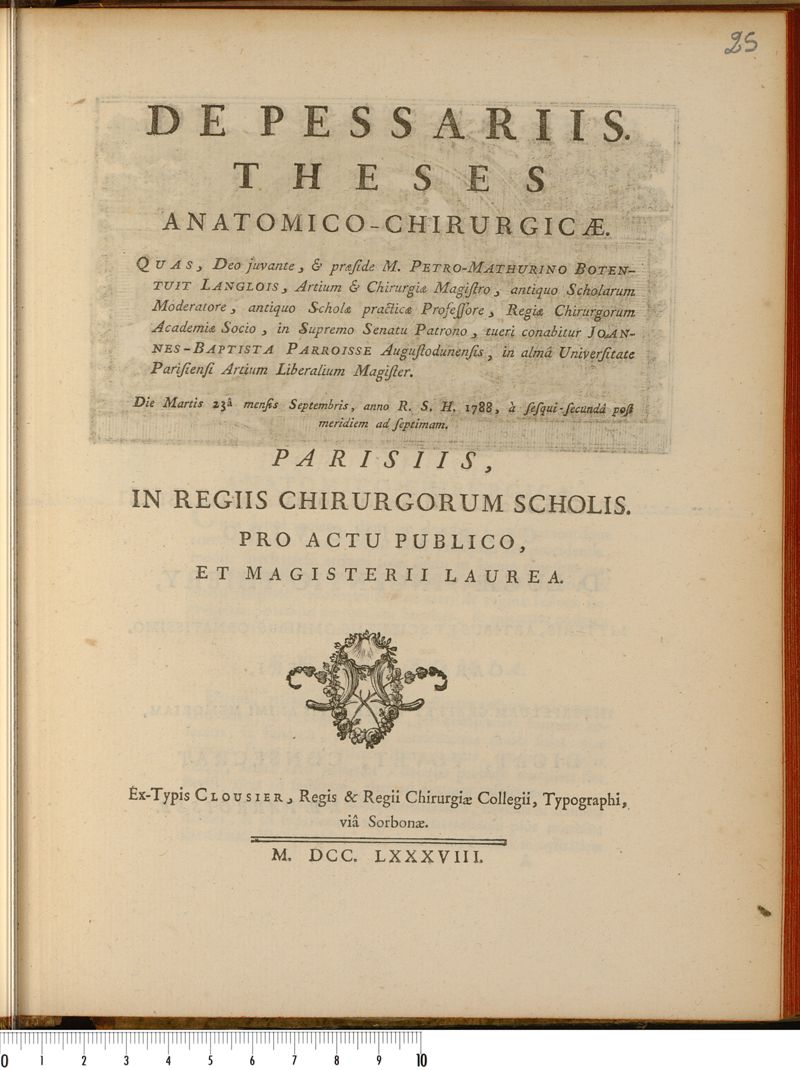 25
DE PESSARIIS.
THESES
ANATOMICO-CHIRURGICÆ.
QUAS, Deo juvante, & præſide M. PETRO-MATHURINO BOTEN-
TUIT LANGLOIS, Artium & Chirurgiæ Magiſtro, antiquo Scholarum
Moderatore, antiquo Scholæ practicæ Profeſſore, Regiæ Chirurgorum
Academiæ Socio, in Supremo Senatu Patrono, tueri conabitur JOAN-
NES-BAPTISTA PARROISSE Auguſtodunenſis, in almâ Univerſitate
Pariſienſi Artium Liberalium Magiſter.
Die Martis 23â menſis Septembris, anno R. S. H. 1788, à ſeſqui-ſecundâ poſt
meridiem ad ſeptimam.
PARISIIS,
IN REGIIS CHIRURGORUM SCHOLIS.
PRO ACTU PUBLICO,
ET MAGISTERII LAUREA.
Ex-Typis CLOUSIER, Regis & Regii Chirurgiæ Collegii, Typographi,
viâ Sorbonæ.
M. DCC. LXXXVIII.
0 1 2 3 4 5 6 7 8 9 10